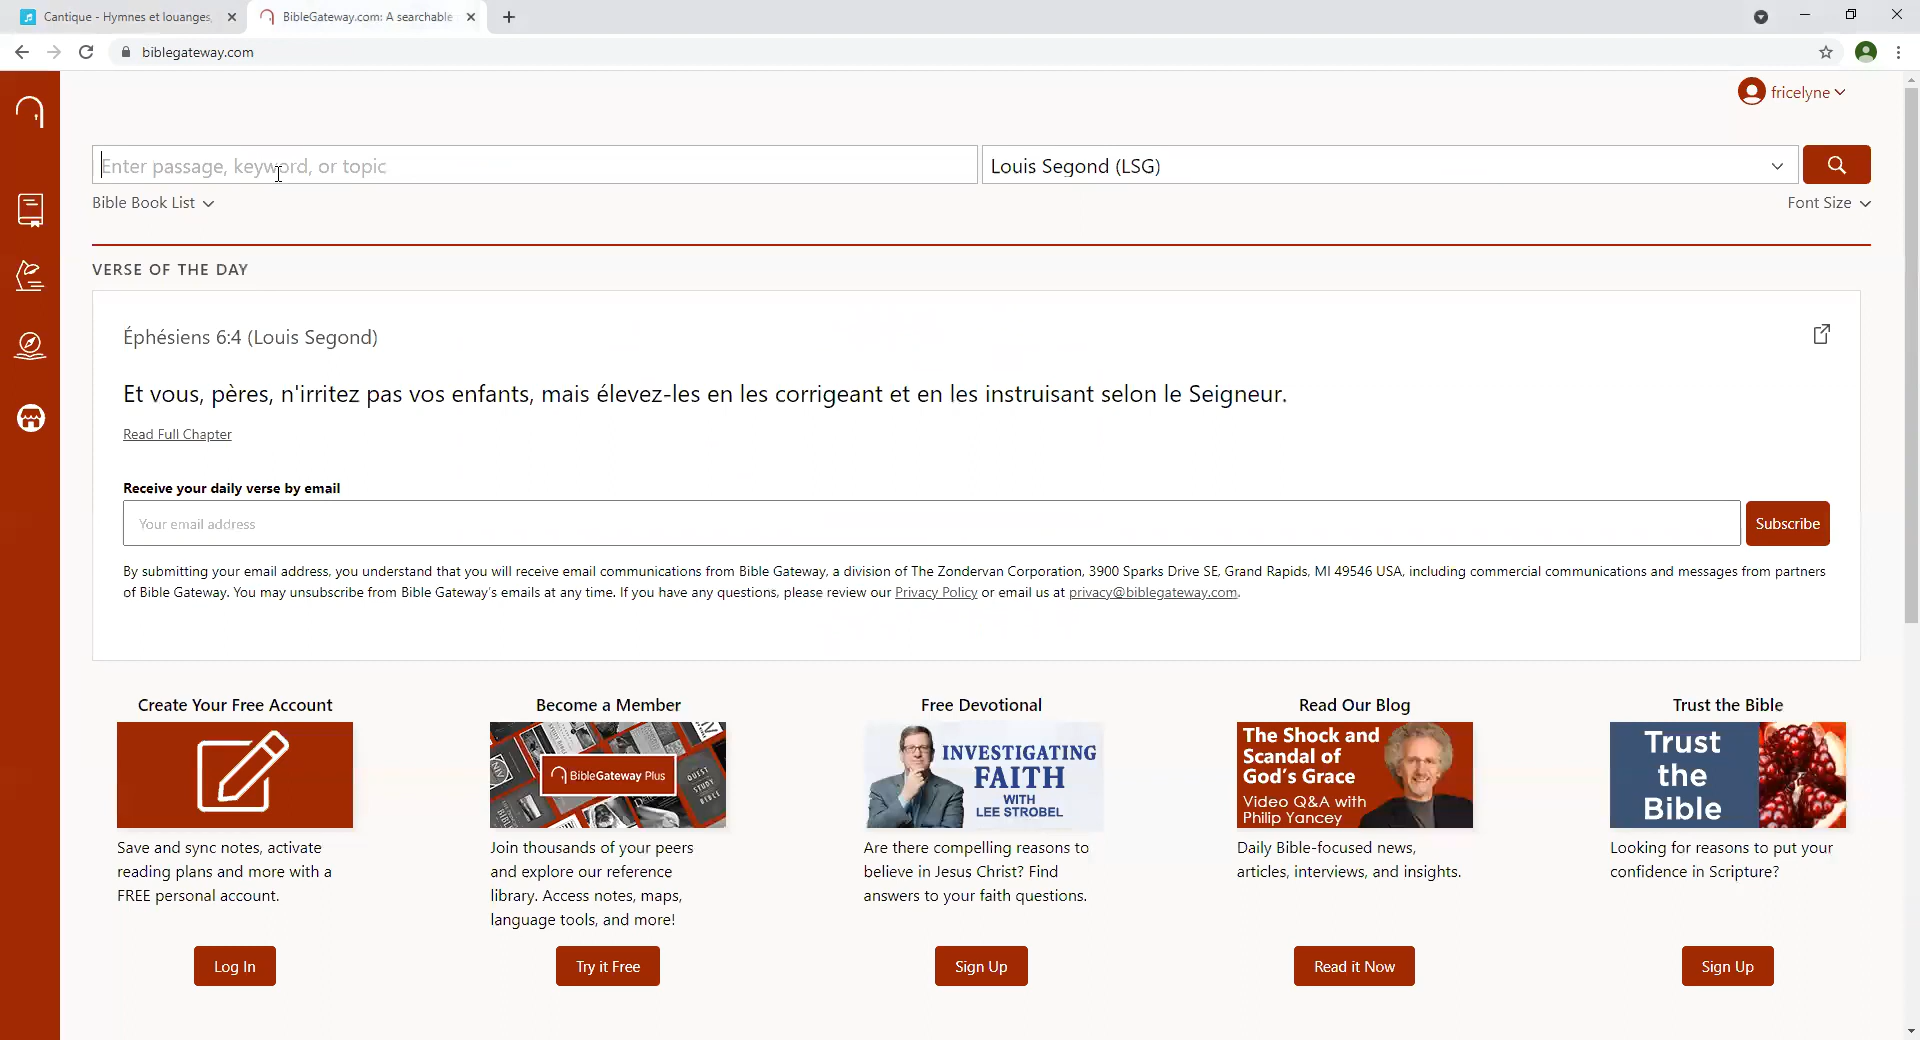 Cantique - Hymnes et louanges,
BibleGateway.com: A searchable
biblegateway.com
fricelyne
Enter passage, keyword, or topic
Louis Segond (LSG)
Bible Book List
Font Size
VERSE OF THE DAY
Éphésiens 6:4 (Louis Segond)
Et vous, pères, n'irritez pas vos enfants, mais élevez-les en les corrigeant et en les instruisant selon le Seigneur.
Read Full Chapter
Receive your daily verse by email
Your email address
Subscribe
By submitting your email address, you understand that you will receive email communications from Bible Gateway, a division of The Zondervan Corporation, 3900 Sparks Drive SE, Grand Rapids, MI 49546 USA, including commercial communications and messages from partners
of Bible Gateway. You may unsubscribe from Bible Gateway's emails at any time. If you have any questions, please review our Privacy Policy or email us at privacy@biblegateway.com.
Create Your Free Account
Save and sync notes, activate
reading plans and more with a
FREE personal account.
Log In
Become a Member
BibleGateway Plus
NIV
QUEST
STUDY
BIBLE
Join thousands of your peers
and explore our reference
library. Access notes, maps,
language tools, and more!
Try it Free
Free Devotional
INVESTIGATING
FAITH
WITH
LEE STROBEL
Are there compelling reasons to
believe in Jesus Christ? Find
answers to your faith questions.
Sign Up
Read Our Blog
The Shock and
Scandal of
God's Grace
Video Q&A with
Philip Yancey
Daily Bible-focused news,
articles, interviews, and insights.
Read it Now
Trust the Bible
Trust
the
Bible
Looking for reasons to put your
confidence in Scripture?
Sign Up